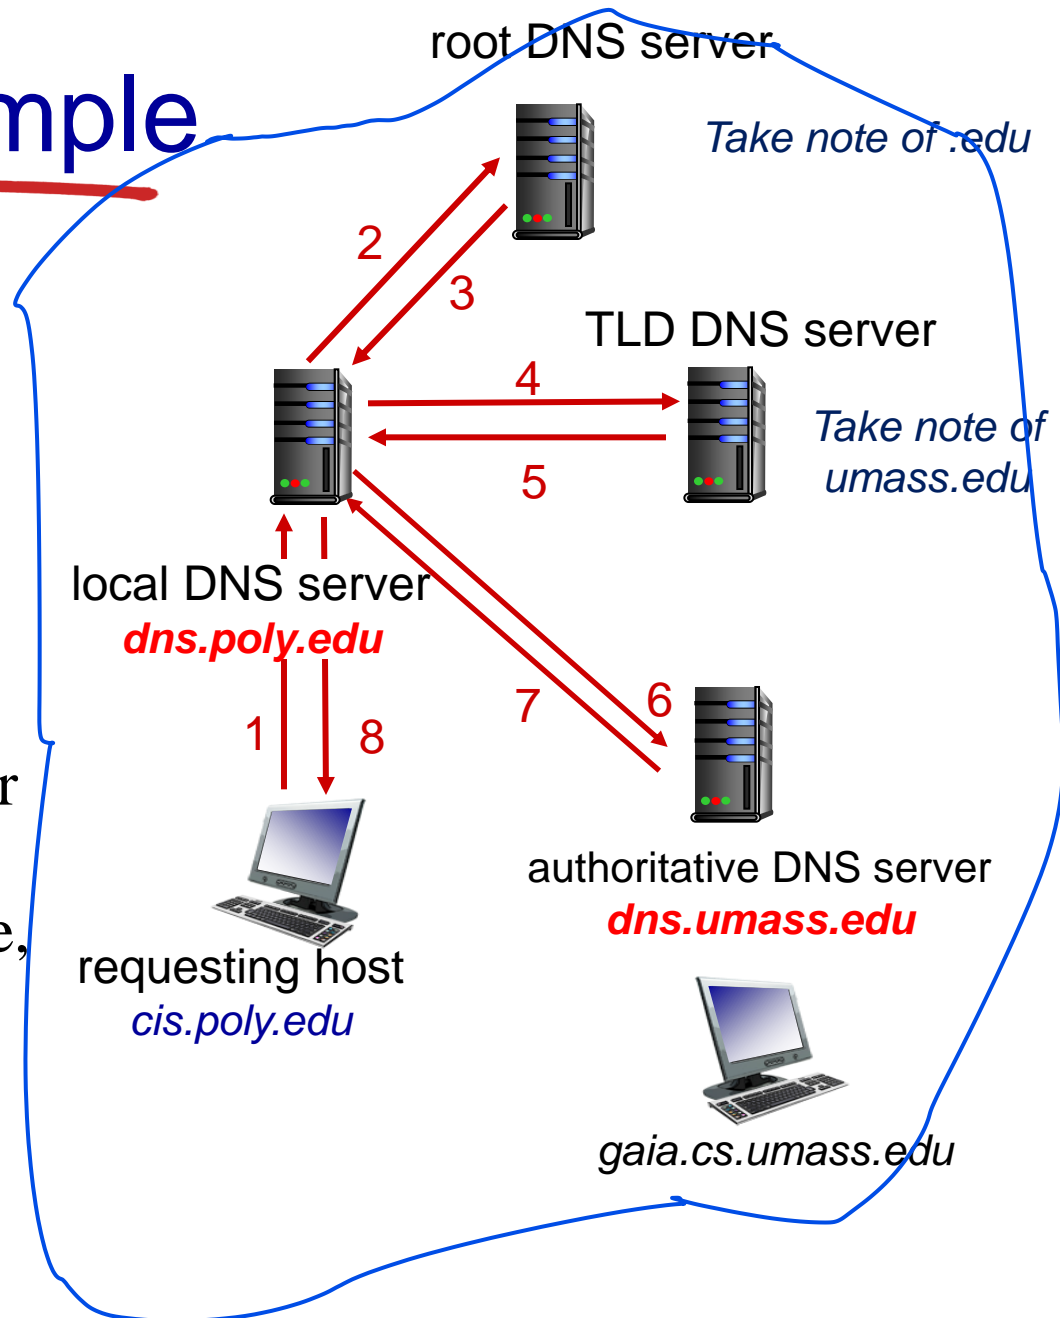 root DNS server
Take note of .edu
2
3
TLD DNS server
4
Take note of
umass.edu
5
local DNS server
dns.poly.edu
1
8
7
6
authoritative DNS server
dns.umass.edu
requesting host
cis.poly.edu
gaia.cs.umass.edu